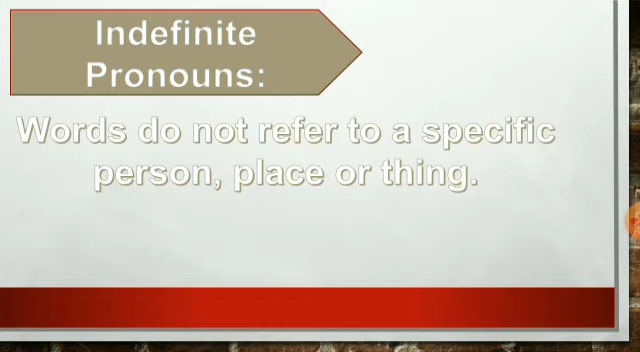 Indefinite
Pronouns:
Words do not refer to a specific
person, place or thing.